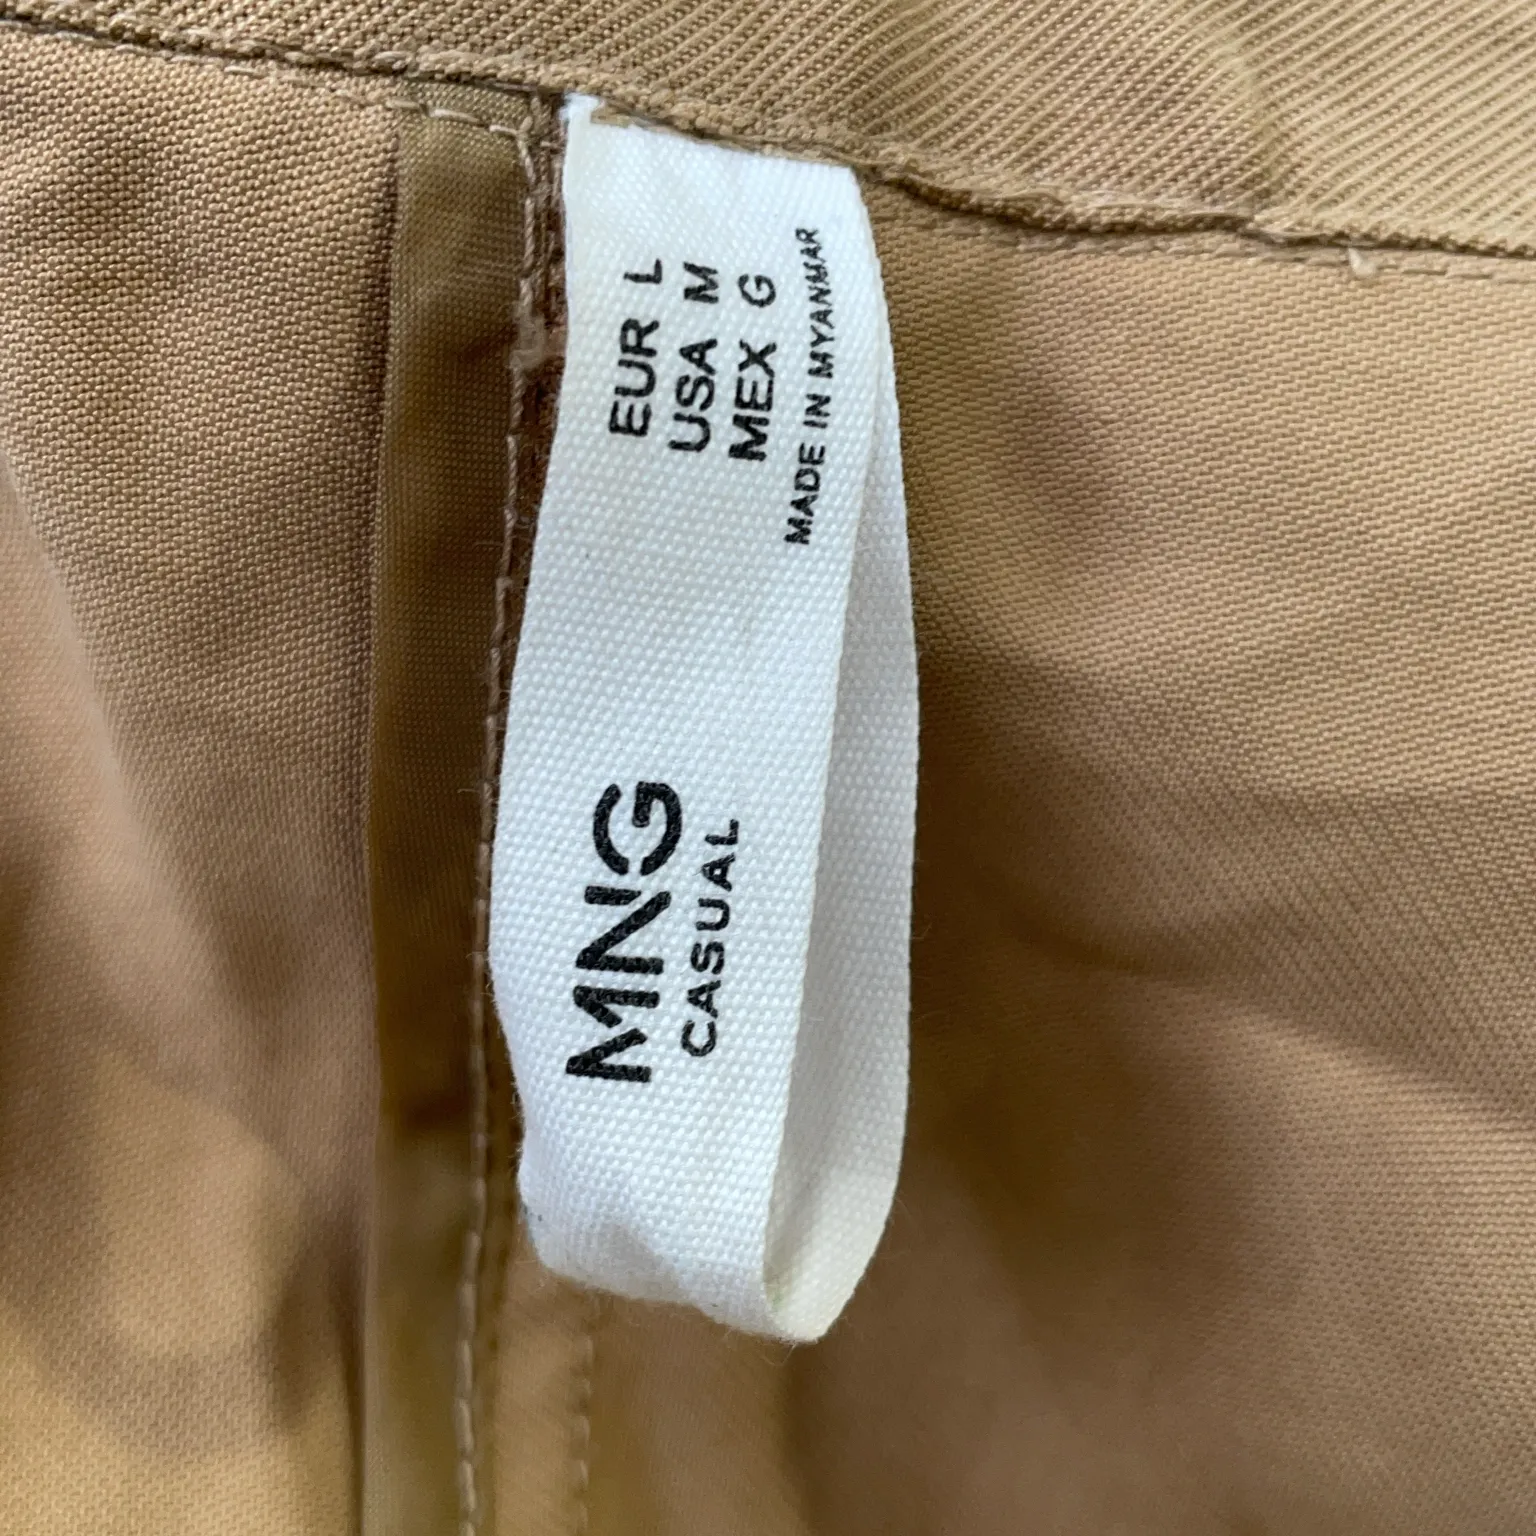 EUR L
USA M
MEX G
MADE IN MYANMAR
MNG
CASUAL